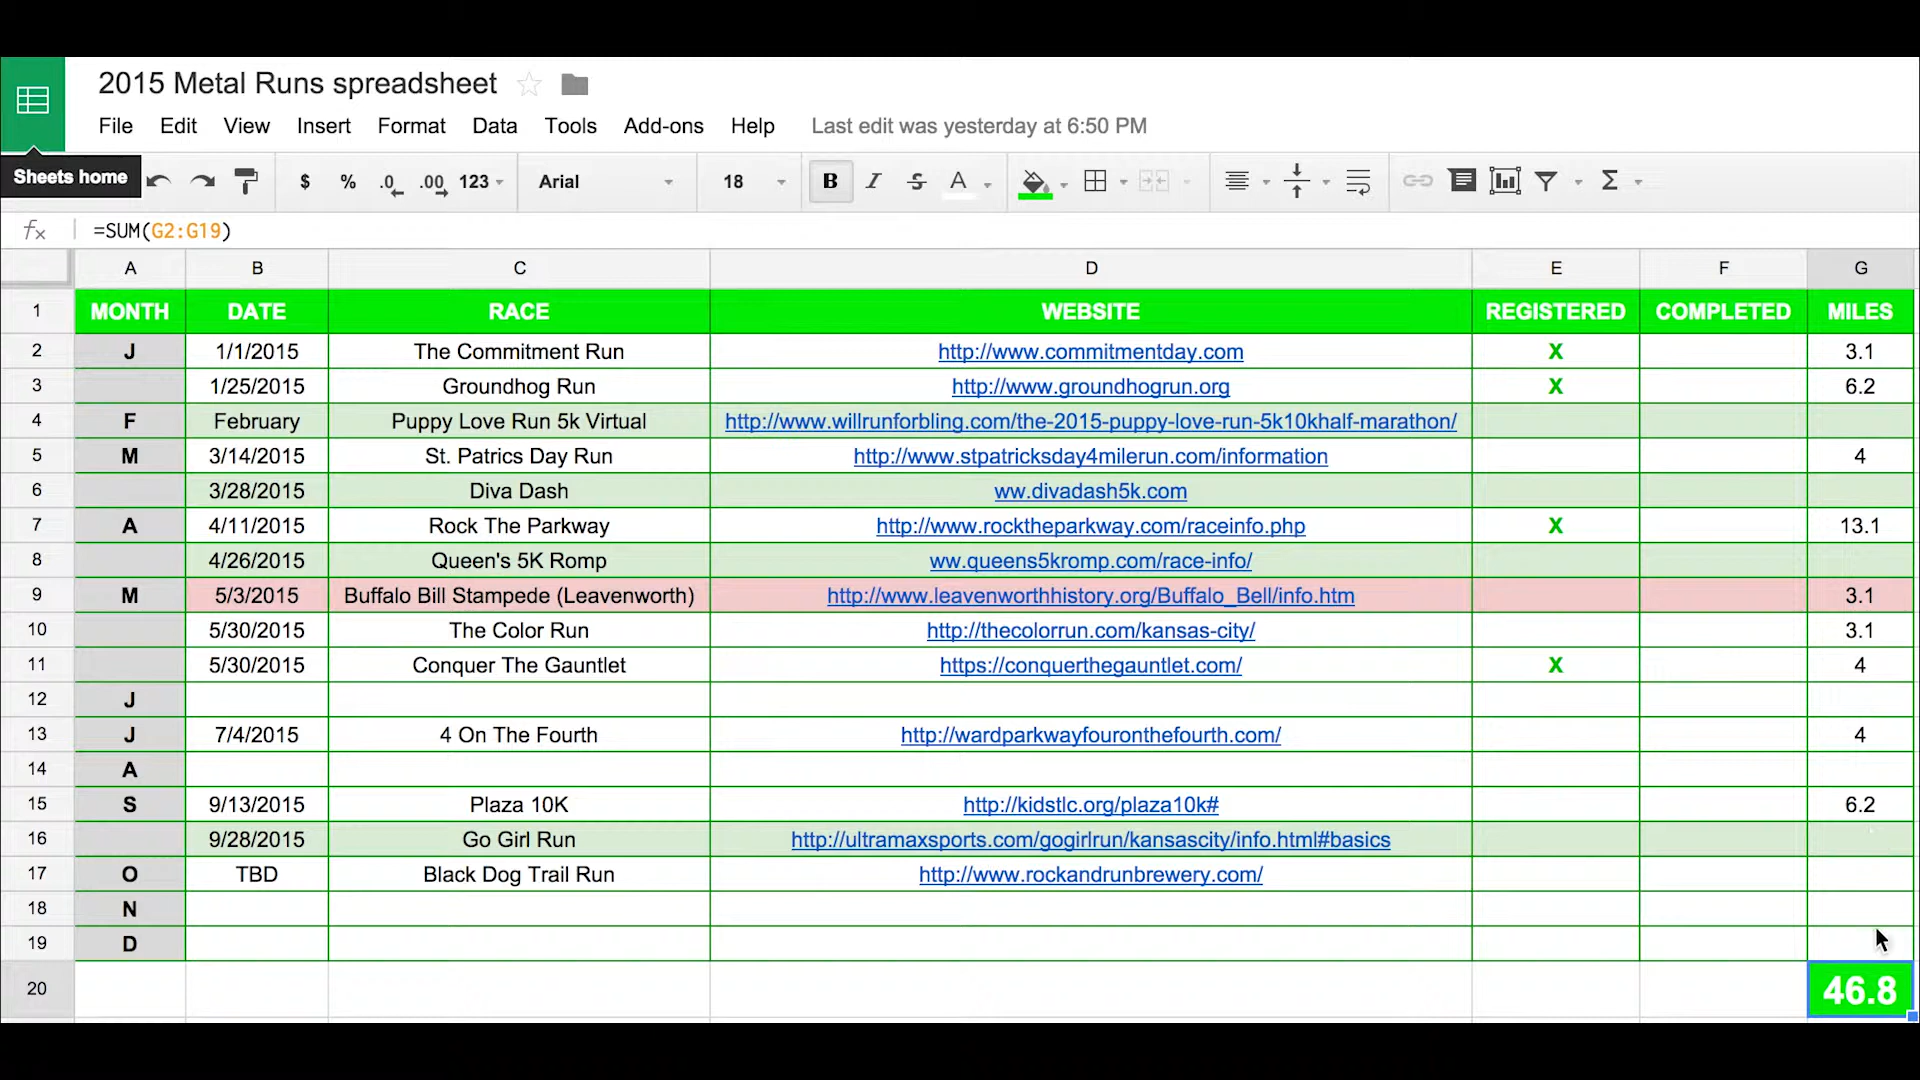 2015 Metal Runs spreadsheet
File Edit View Insert Format Data Tools Add-ons Help Last edit was yesterday at 6:50 PM
Sheets home $ % .0 .00 123 Arial 18 B I S A Σ
fx =SUM(G2:G19)
A B C D E F G
1 MONTH DATE RACE WEBSITE REGISTERED COMPLETED MILES
2 J 1/1/2015 The Commitment Run http://www.commitmentday.com X 3.1
3 1/25/2015 Groundhog Run http://www.groundhogrun.org X 6.2
4 F February Puppy Love Run 5k Virtual http://www.willrunforbling.com/the-2015-puppy-love-run-5k10khalf-marathon/
5 M 3/14/2015 St. Patrics Day Run http://www.stpatricksday4milerun.com/information 4
6 3/28/2015 Diva Dash ww.divadash5k.com
7 A 4/11/2015 Rock The Parkway http://www.rocktheparkway.com/raceinfo.php X 13.1
8 4/26/2015 Queen's 5K Romp ww.queens5kromp.com/race-info/
9 M 5/3/2015 Buffalo Bill Stampede (Leavenworth) http://www.leavenworthhistory.org/Buffalo_Bell/info.htm 3.1
10 5/30/2015 The Color Run http://thecolorrun.com/kansas-city/ 3.1
11 5/30/2015 Conquer The Gauntlet https://conquerthegauntlet.com/ X 4
12 J
13 J 7/4/2015 4 On The Fourth http://wardparkwayfouronthefourth.com/ 4
14 A
15 S 9/13/2015 Plaza 10K http://kidstlc.org/plaza10k# 6.2
16 9/28/2015 Go Girl Run http://ultramaxsports.com/gogirlrun/kansascity/info.html#basics
17 O TBD Black Dog Trail Run http://www.rockandrunbrewery.com/
18 N
19 D
20 46.8